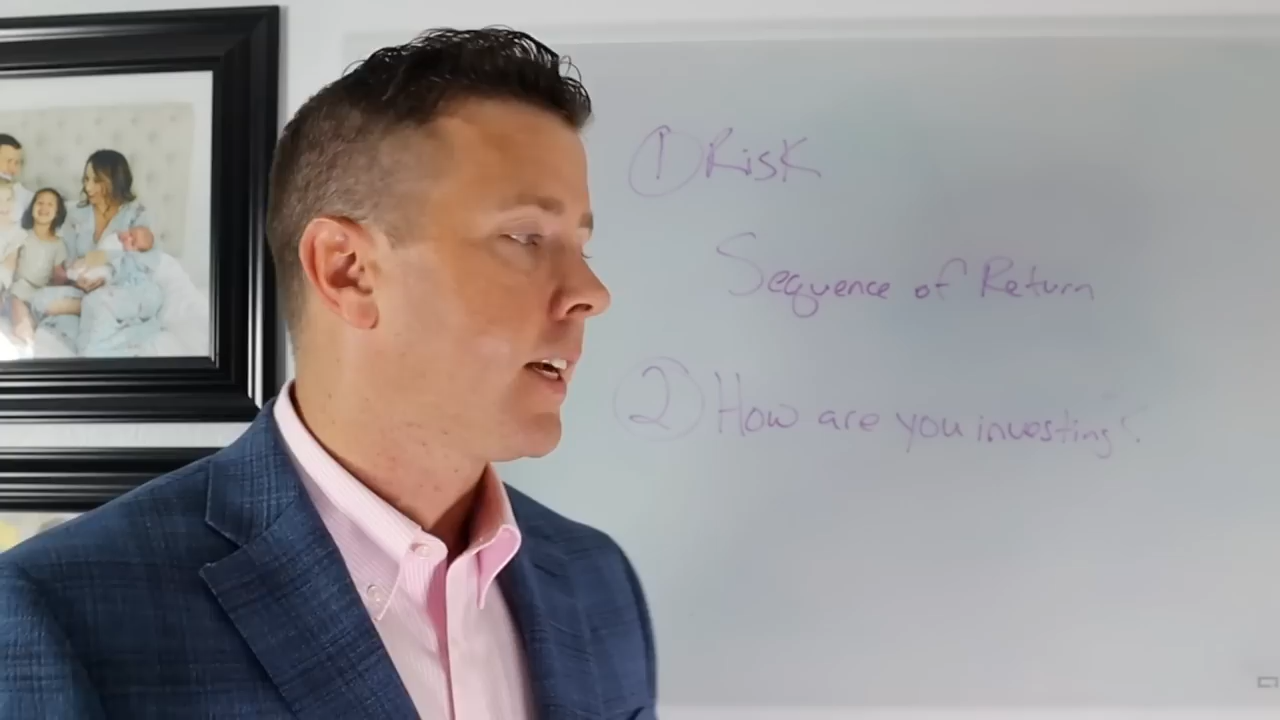 ① Risk
Sequence of Return
② How are you investing?